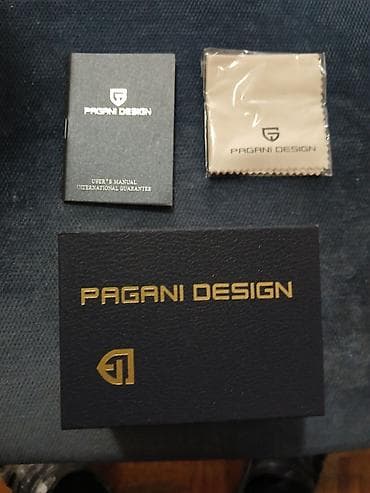 PAGANI DESIGN
USER'S MANUAL
INTERNATIONAL GUARANTEE
PAGANI DESIGN
PAGANI DESIGN